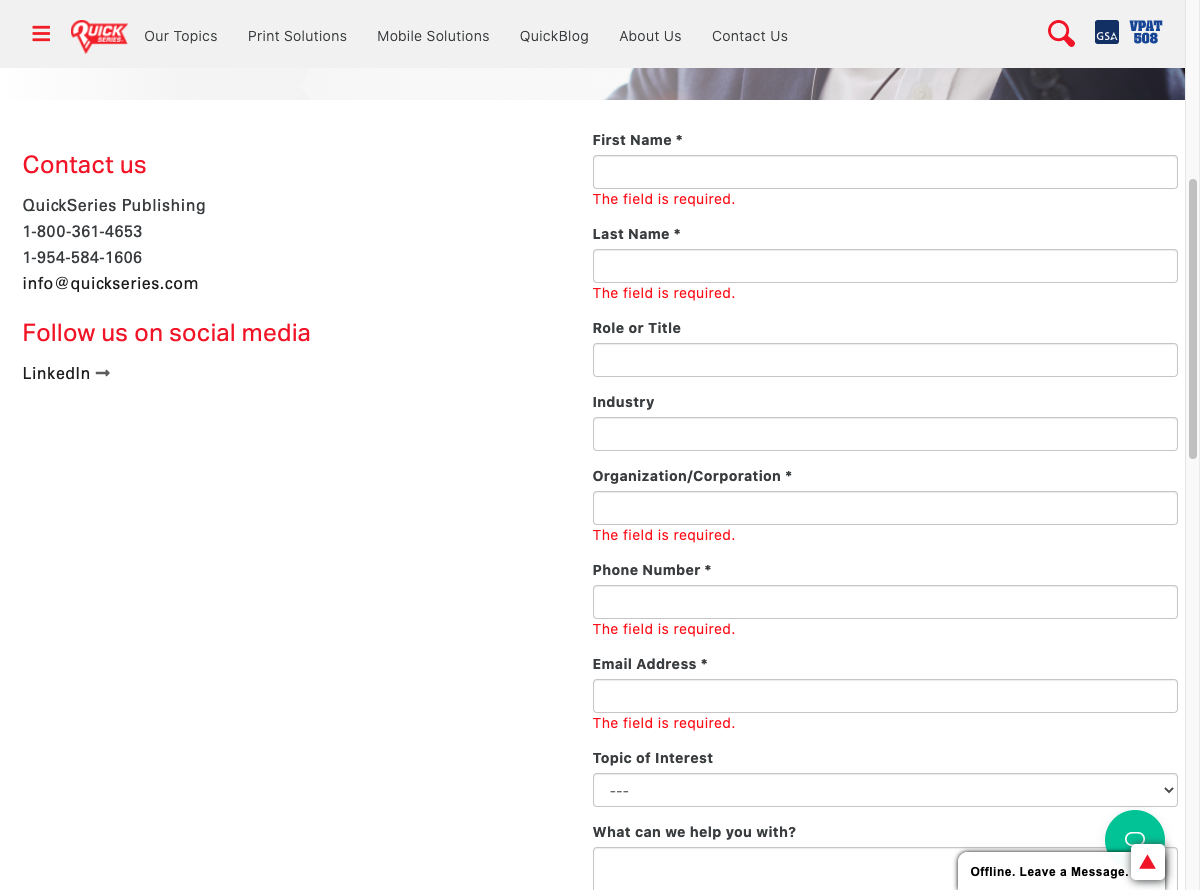 QUICK
SERIES
Our Topics
Print Solutions
Mobile Solutions
QuickBlog
About Us
Contact Us
GSA
VPAT
508
Contact us
QuickSeries Publishing
1-800-361-4653
1-954-584-1606
info@quickseries.com
Follow us on social media
LinkedIn ➞
First Name *
The field is required.
Last Name *
The field is required.
Role or Title
Industry
Organization/Corporation *
The field is required.
Phone Number *
The field is required.
Email Address *
The field is required.
Topic of Interest
---
What can we help you with?
Offline. Leave a Message.